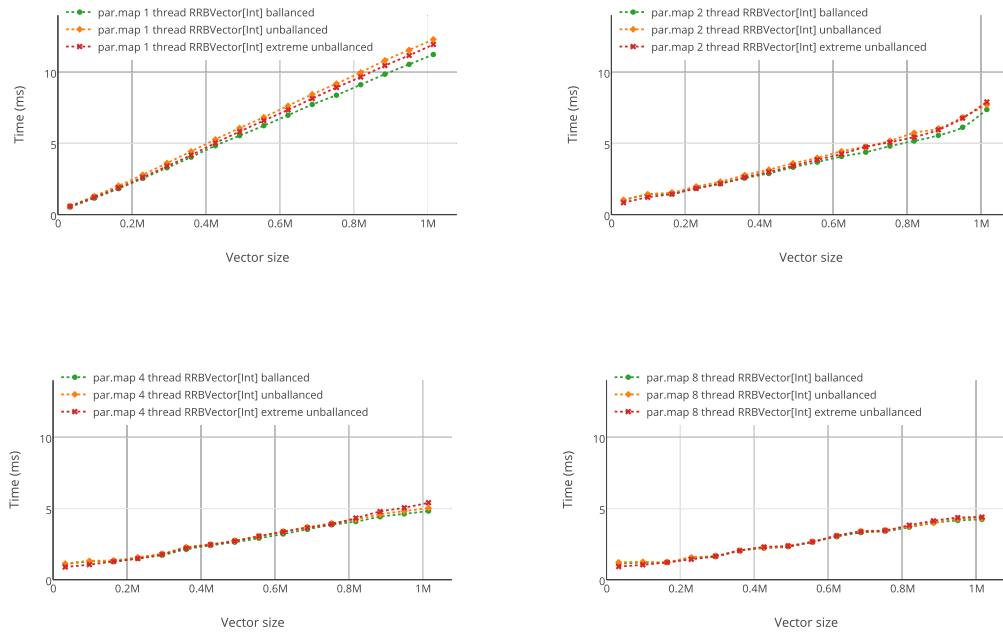 par.map 1 thread RRBVector[Int] ballanced
par.map 1 thread RRBVector[Int] unballanced
par.map 1 thread RRBVector[Int] extreme unballanced
10
5
0
Time (ms)
0 0.2M 0.4M 0.6M 0.8M 1M
Vector size
par.map 2 thread RRBVector[Int] ballanced
par.map 2 thread RRBVector[Int] unballanced
par.map 2 thread RRBVector[Int] extreme unballanced
10
5
0
Time (ms)
0 0.2M 0.4M 0.6M 0.8M 1M
Vector size
par.map 4 thread RRBVector[Int] ballanced
par.map 4 thread RRBVector[Int] unballanced
par.map 4 thread RRBVector[Int] extreme unballanced
10
5
0
Time (ms)
0 0.2M 0.4M 0.6M 0.8M 1M
Vector size
par.map 8 thread RRBVector[Int] ballanced
par.map 8 thread RRBVector[Int] unballanced
par.map 8 thread RRBVector[Int] extreme unballanced
10
5
0
Time (ms)
0 0.2M 0.4M 0.6M 0.8M 1M
Vector size